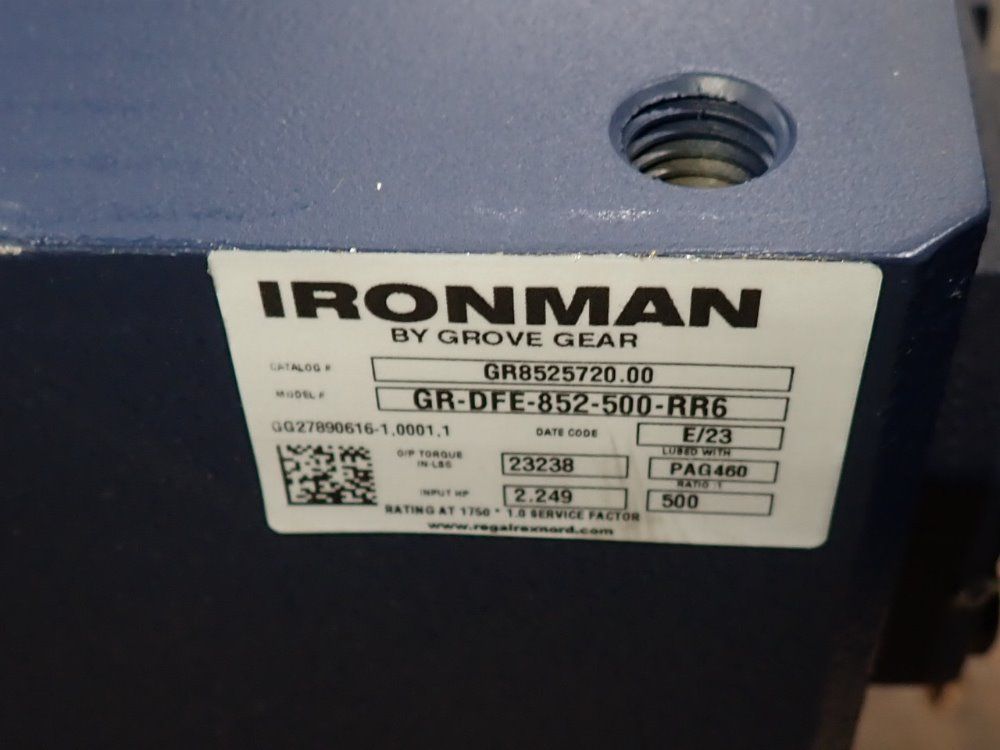 IRONMAN
BY GROVE GEAR
CATALOG # GR8525720.00
MODEL # GR-DFE-852-500-RR6
GG27890616-1.0001.1 DATE CODE E/23
O/P TORQUE IN-LBS 23238 LUBED WITH PAG460
INPUT HP 2.249 RATIO :1 500
RATING AT 1750 * 1.0 SERVICE FACTOR
www.regalrexnord.com